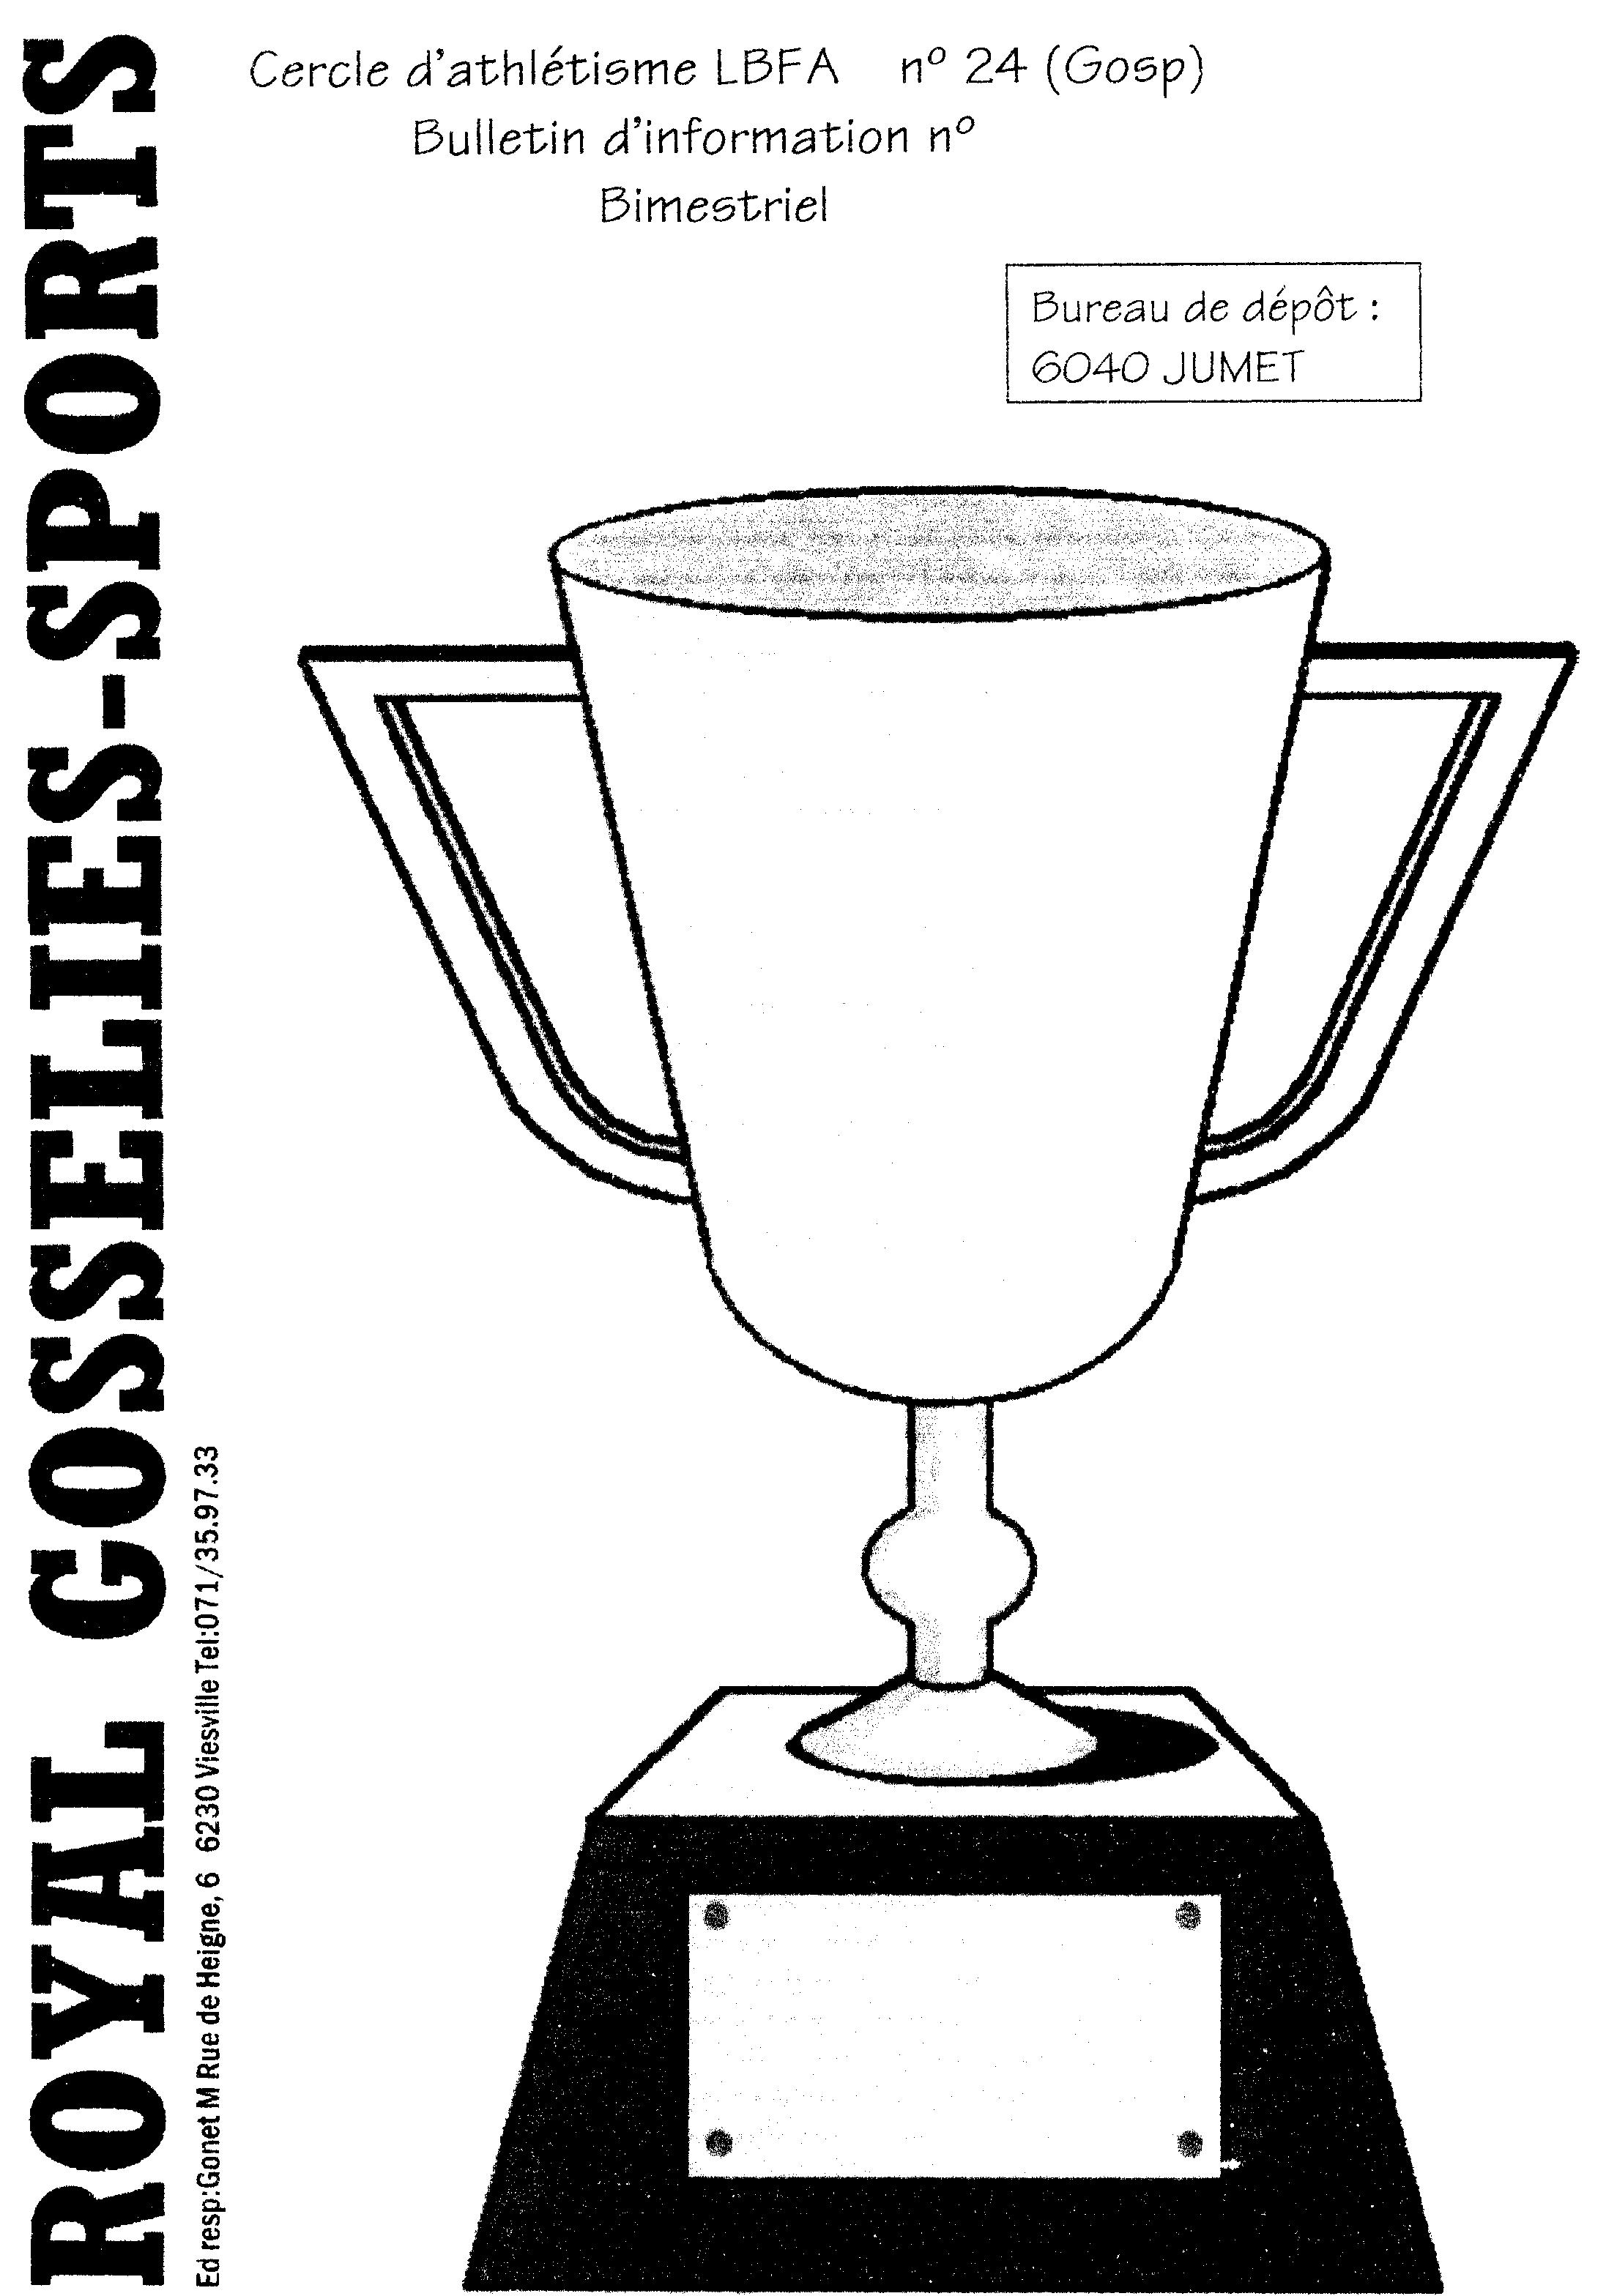 Cercle d'athlétisme LBFA n° 24 (Gosp)
Bulletin d'information n°
Bimestriel
Bureau de dépôt :
6040 JUMET
ROYAL GOSSELIES-SPORTS
Ed resp:Gonet M Rue de Heigne, 6 6230 Viesville Tel:071/35.97.33